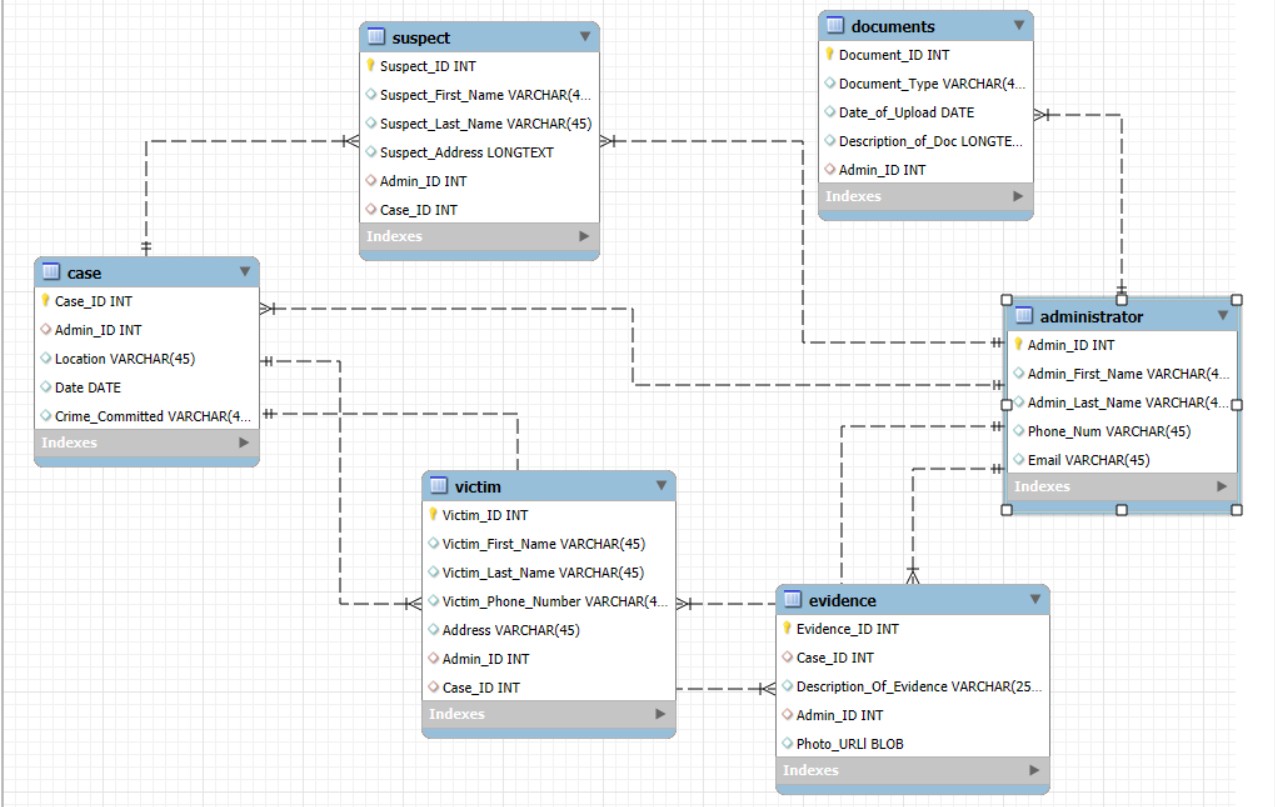 suspect
Suspect_ID INT
Suspect_First_Name VARCHAR(4...
Suspect_Last_Name VARCHAR(45)
Suspect_Address LONGTEXT
Admin_ID INT
Case_ID INT
Indexes
documents
Document_ID INT
Document_Type VARCHAR(4...
Date_of_Upload DATE
Description_of_Doc LONGTE...
Admin_ID INT
Indexes
case
Case_ID INT
Admin_ID INT
Location VARCHAR(45)
Date DATE
Crime_Committed VARCHAR(4...
Indexes
administrator
Admin_ID INT
Admin_First_Name VARCHAR(4...
Admin_Last_Name VARCHAR(4...
Phone_Num VARCHAR(45)
Email VARCHAR(45)
Indexes
victim
Victim_ID INT
Victim_First_Name VARCHAR(45)
Victim_Last_Name VARCHAR(45)
Victim_Phone_Number VARCHAR(4...
Address VARCHAR(45)
Admin_ID INT
Case_ID INT
Indexes
evidence
Evidence_ID INT
Case_ID INT
Description_Of_Evidence VARCHAR(25...
Admin_ID INT
Photo_URLl BLOB
Indexes